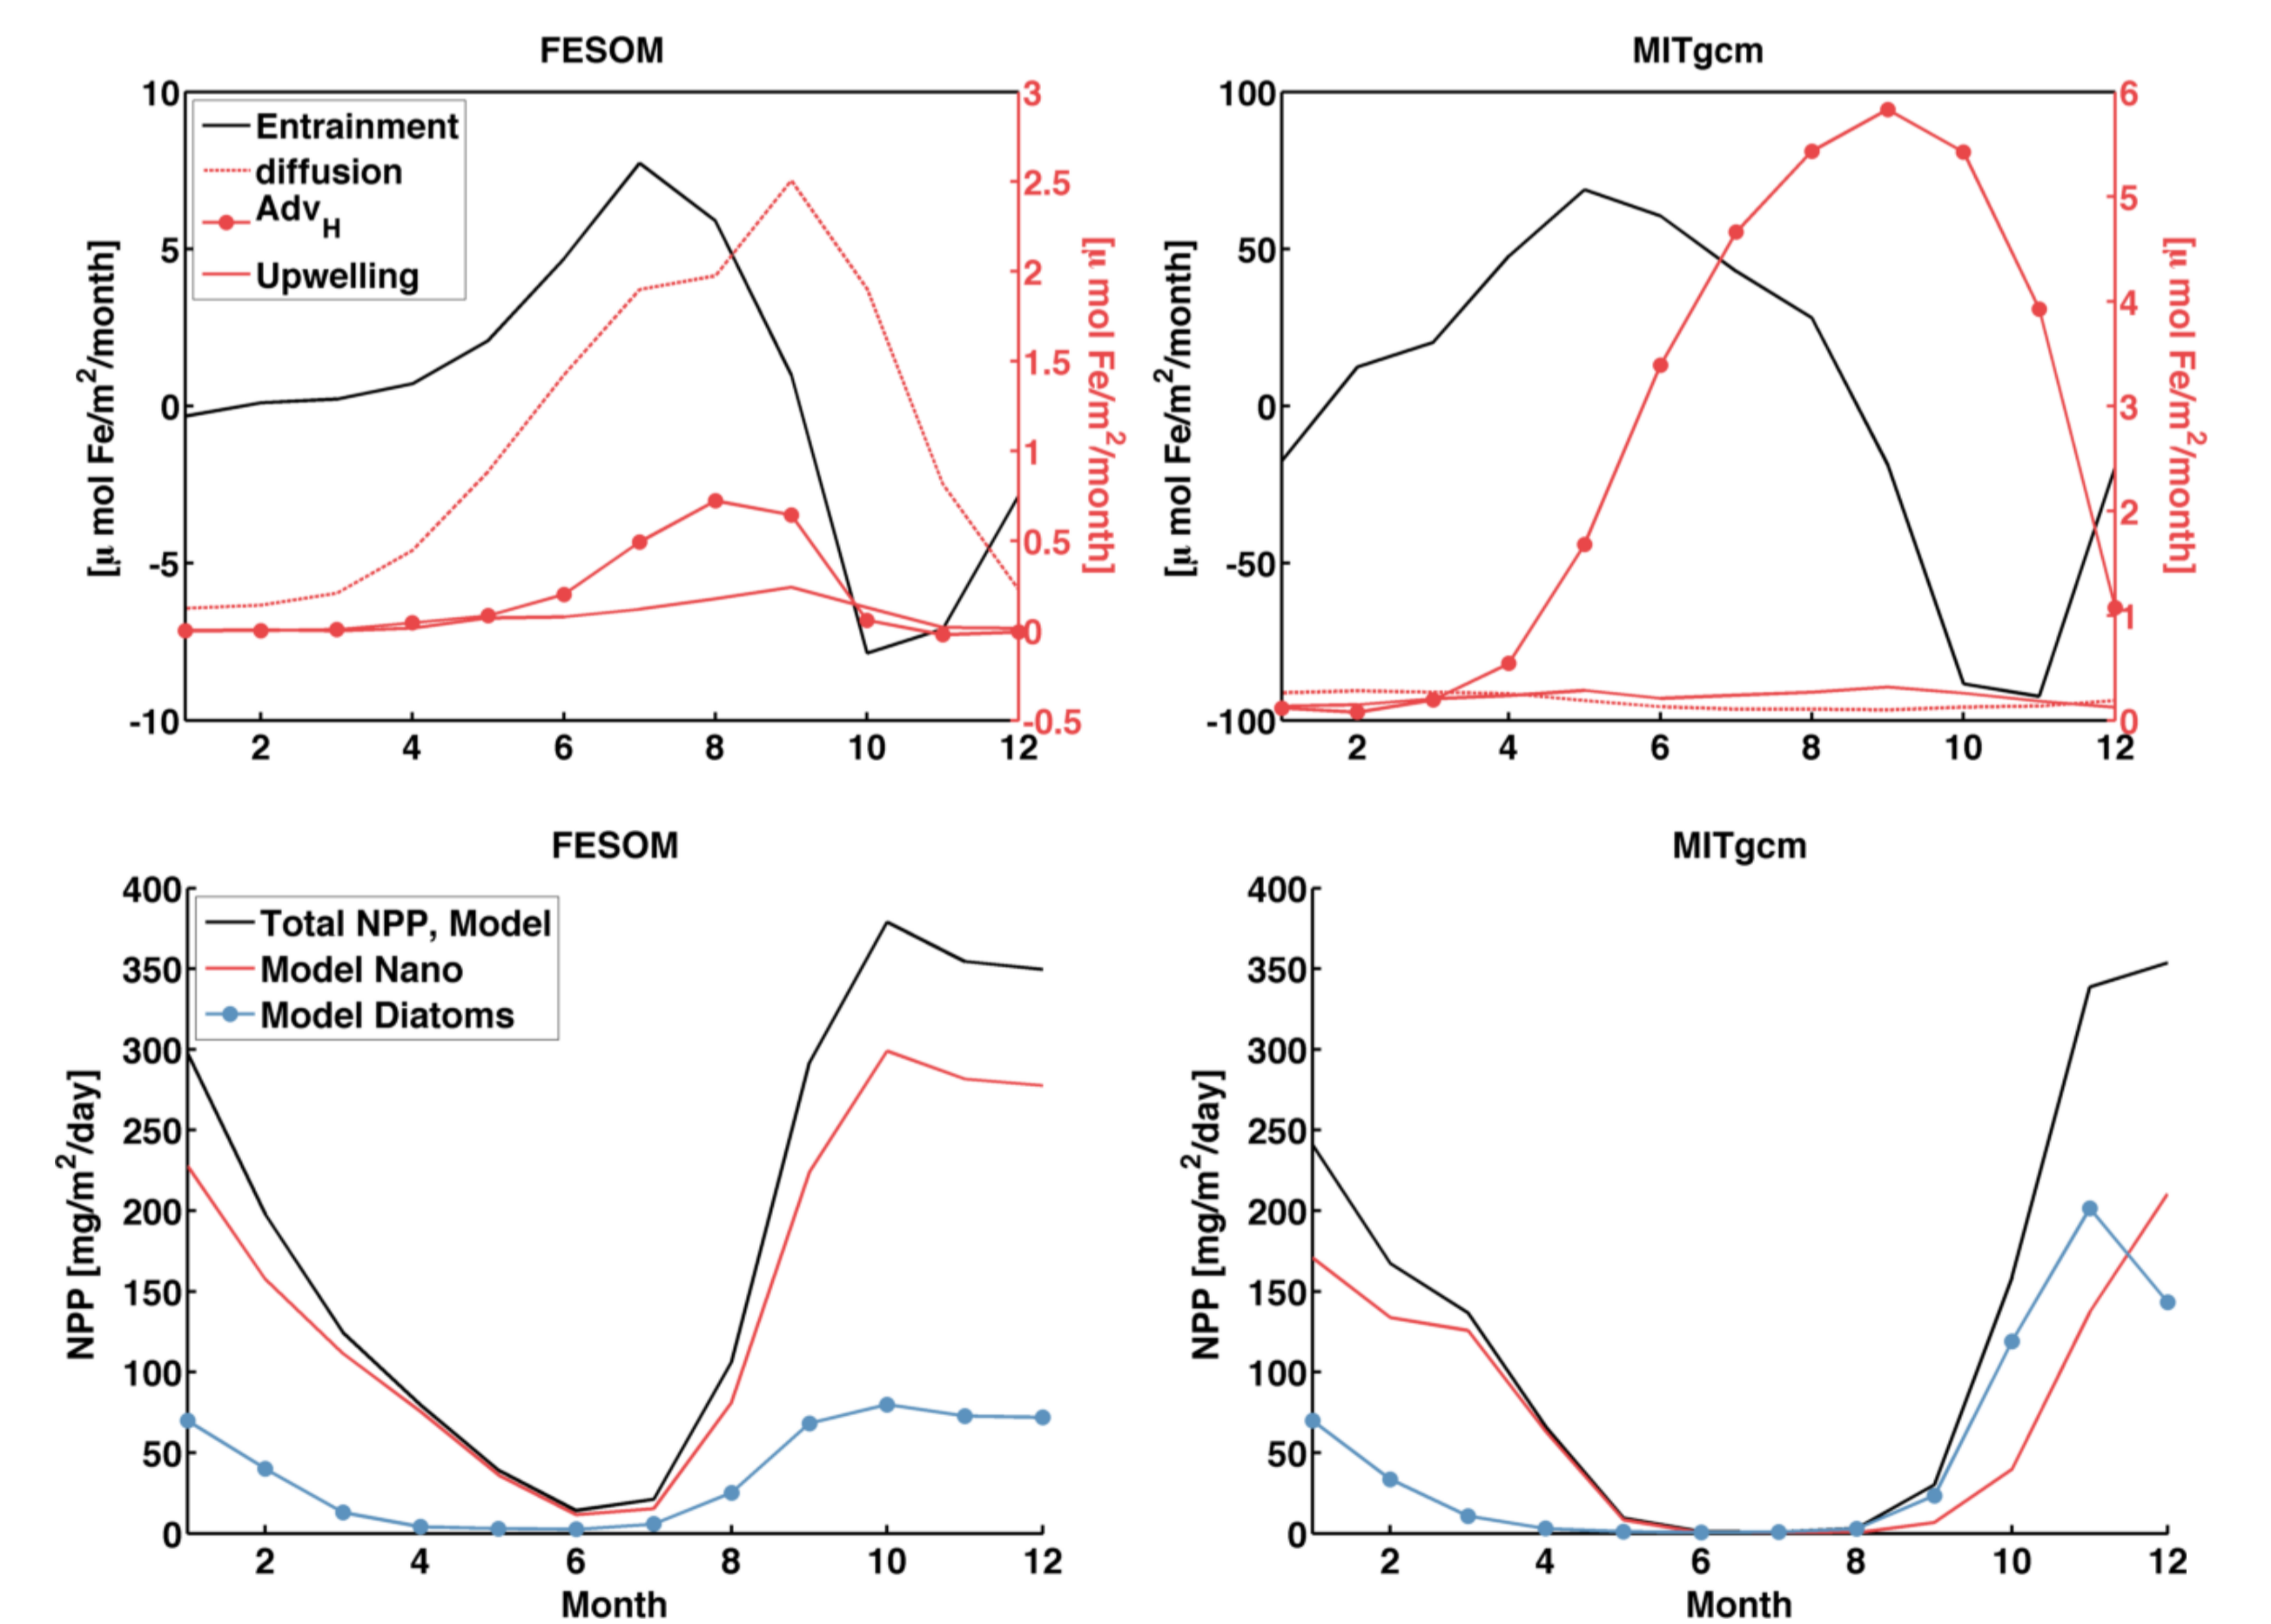 FESOM
MITgcm
10
5
0
-5
-10
[μ mol Fe/m²/month]
Entrainment
diffusion
Adv_H
Upwelling
3
2.5
2
1.5
1
0.5
0
-0.5
[μ mol Fe/m²/month]
2 4 6 8 10 12
100
50
0
-50
-100
[μ mol Fe/m²/month]
6
5
4
3
2
1
0
[μ mol Fe/m²/month]
2 4 6 8 10 12
FESOM
MITgcm
400
350
300
250
200
150
100
50
0
NPP [mg/m²/day]
Total NPP, Model
Model Nano
Model Diatoms
2 4 6 8 10 12
Month
400
350
300
250
200
150
100
50
0
NPP [mg/m²/day]
2 4 6 8 10 12
Month